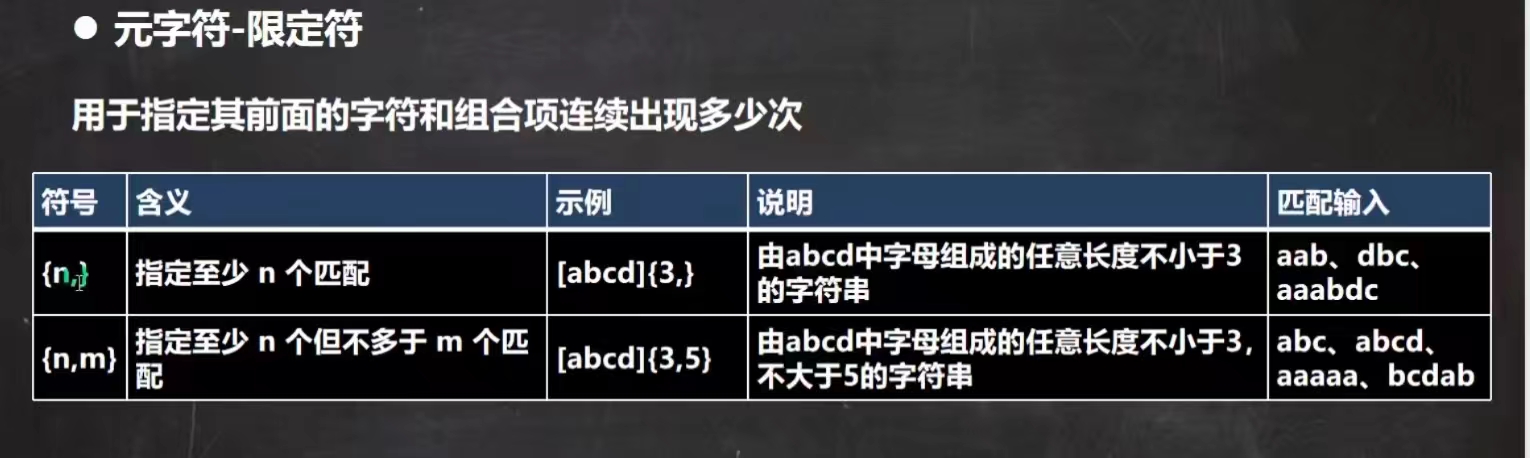 ● 元字符-限定符
用于指定其前面的字符和组合项连续出现多少次
符号 含义 示例 说明 匹配输入
{n,} 指定至少 n 个匹配 [abcd]{3,} 由abcd中字母组成的任意长度不小于3
的字符串 aab、dbc、
aaabdc
{n,m} 指定至少 n 个但不多于 m 个匹
配 [abcd]{3,5} 由abcd中字母组成的任意长度不小于3,
不大于5的字符串 abc、abcd、
aaaaa、bcdab